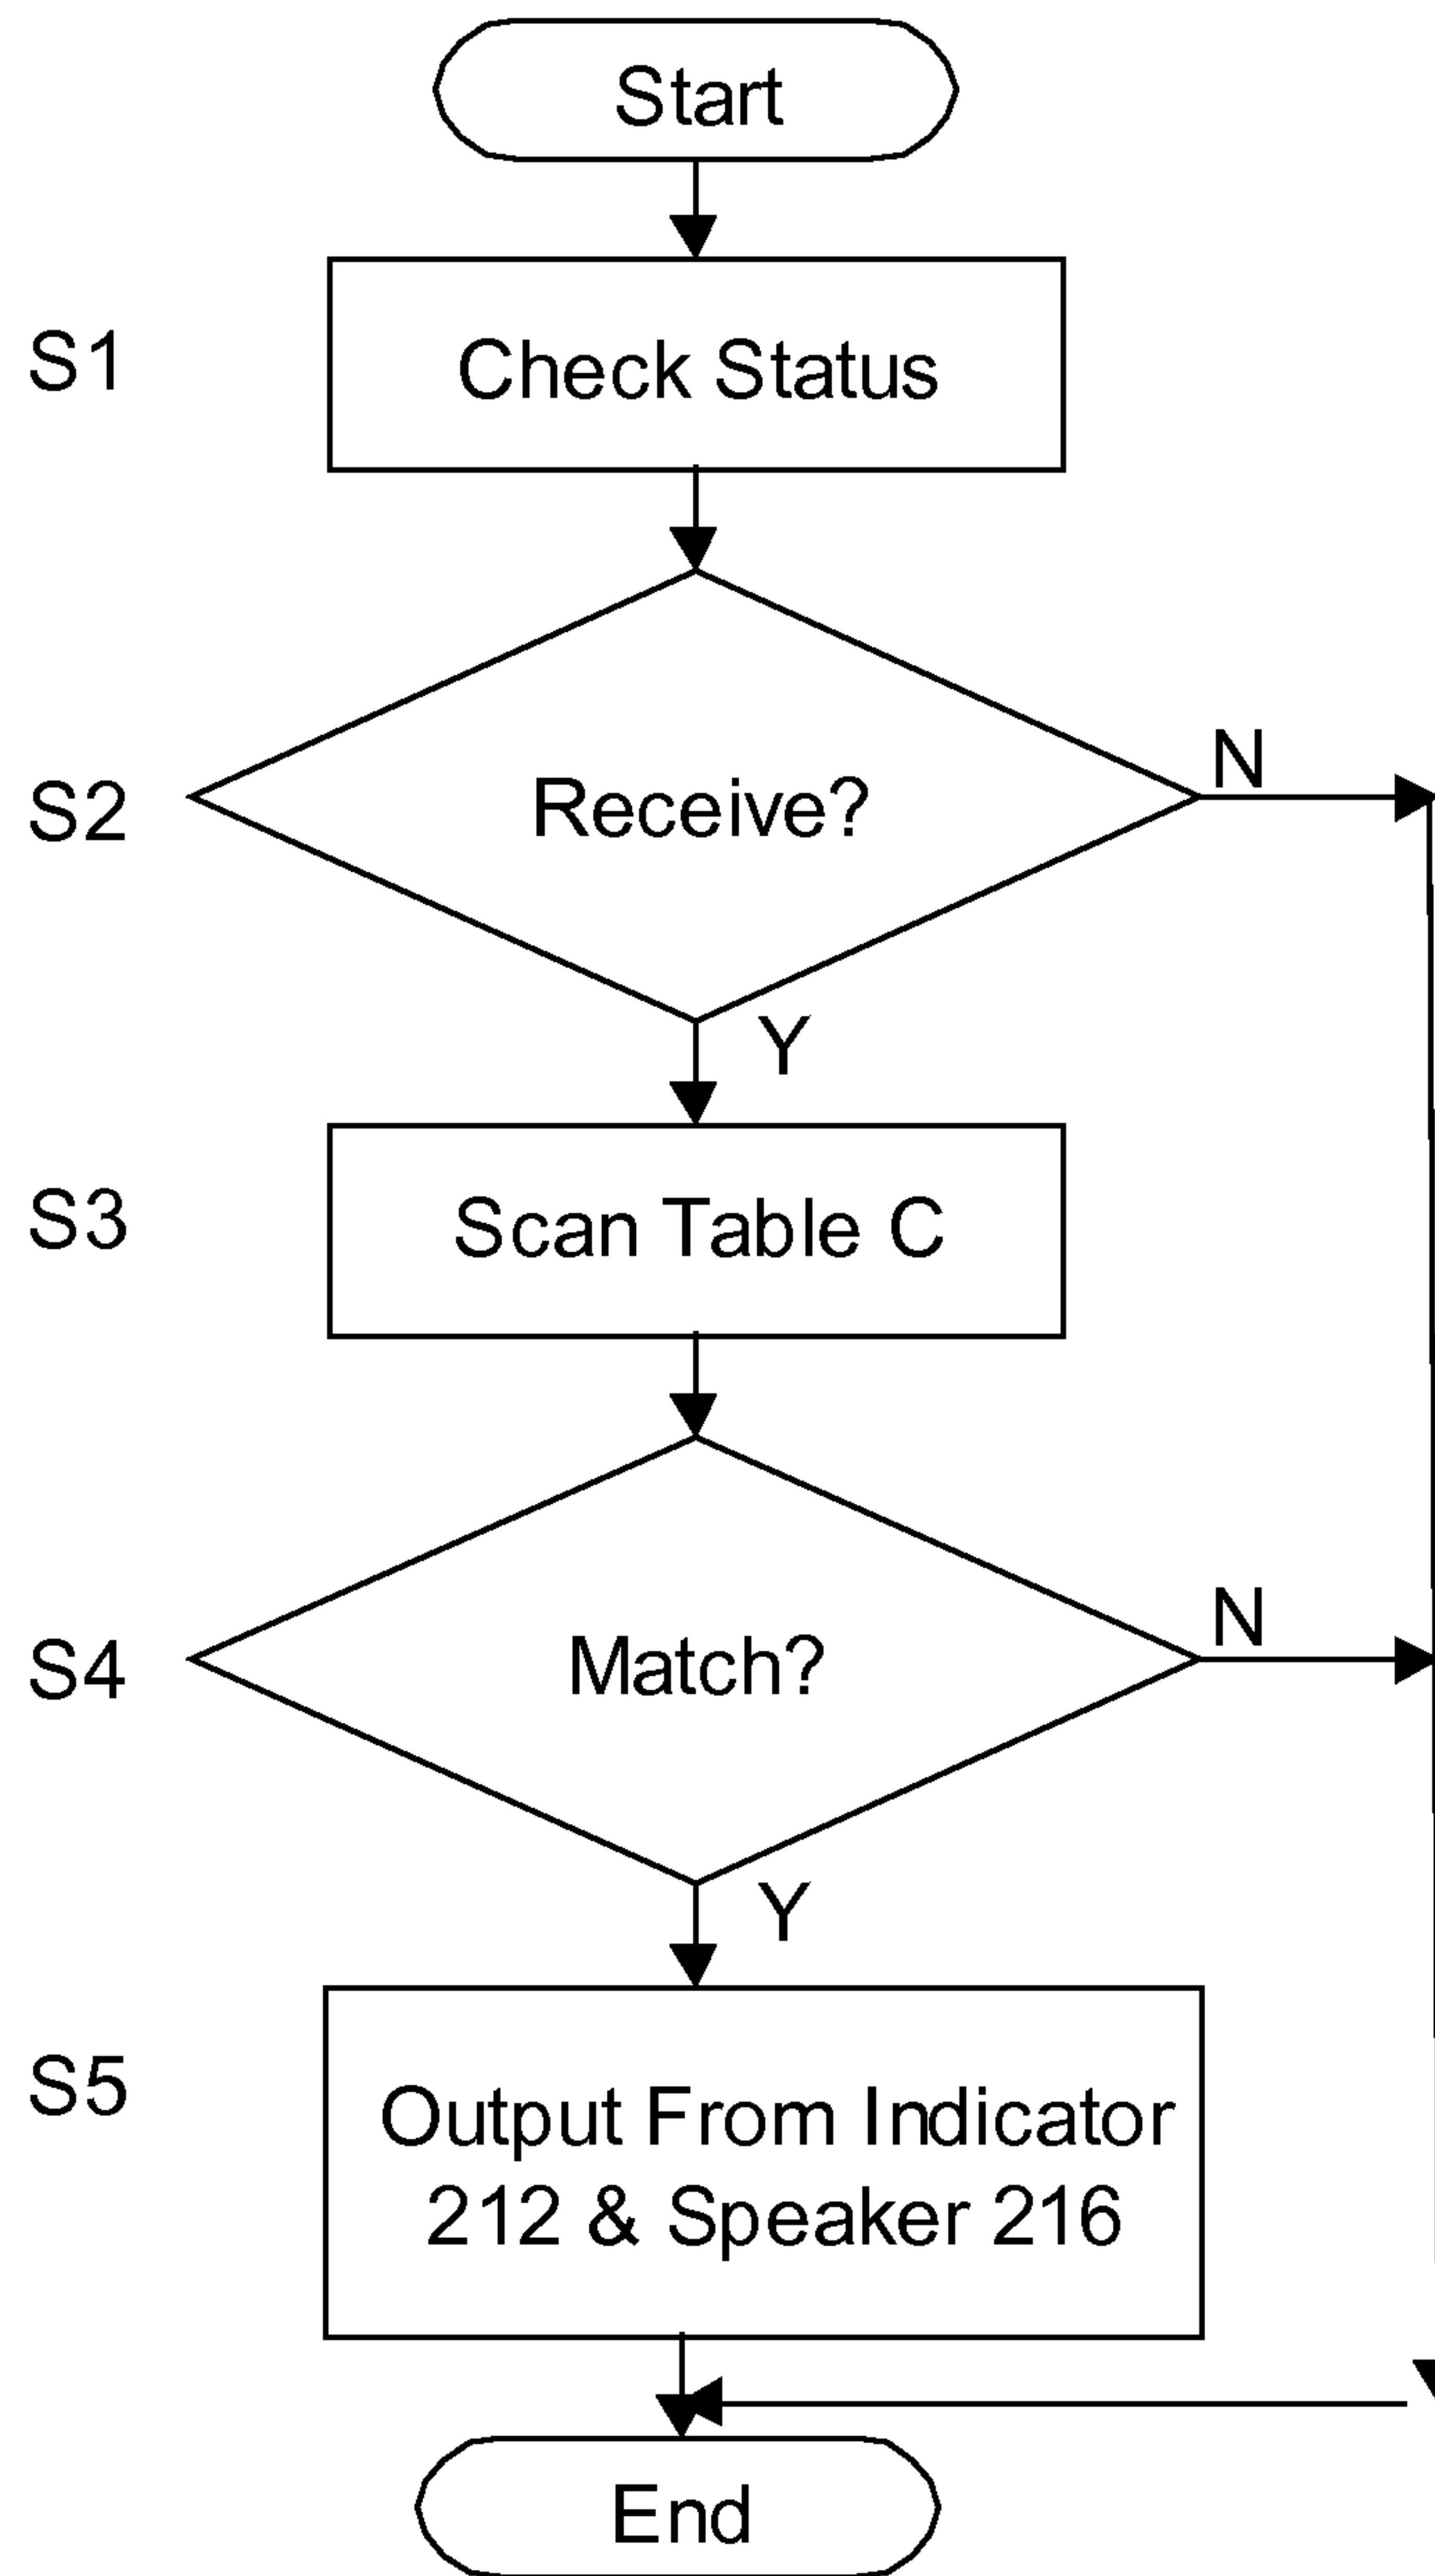 Start
S1
Check Status
S2
Receive?
N
Y
S3
Scan Table C
S4
Match?
N
Y
S5
Output From Indicator
212 & Speaker 216
End